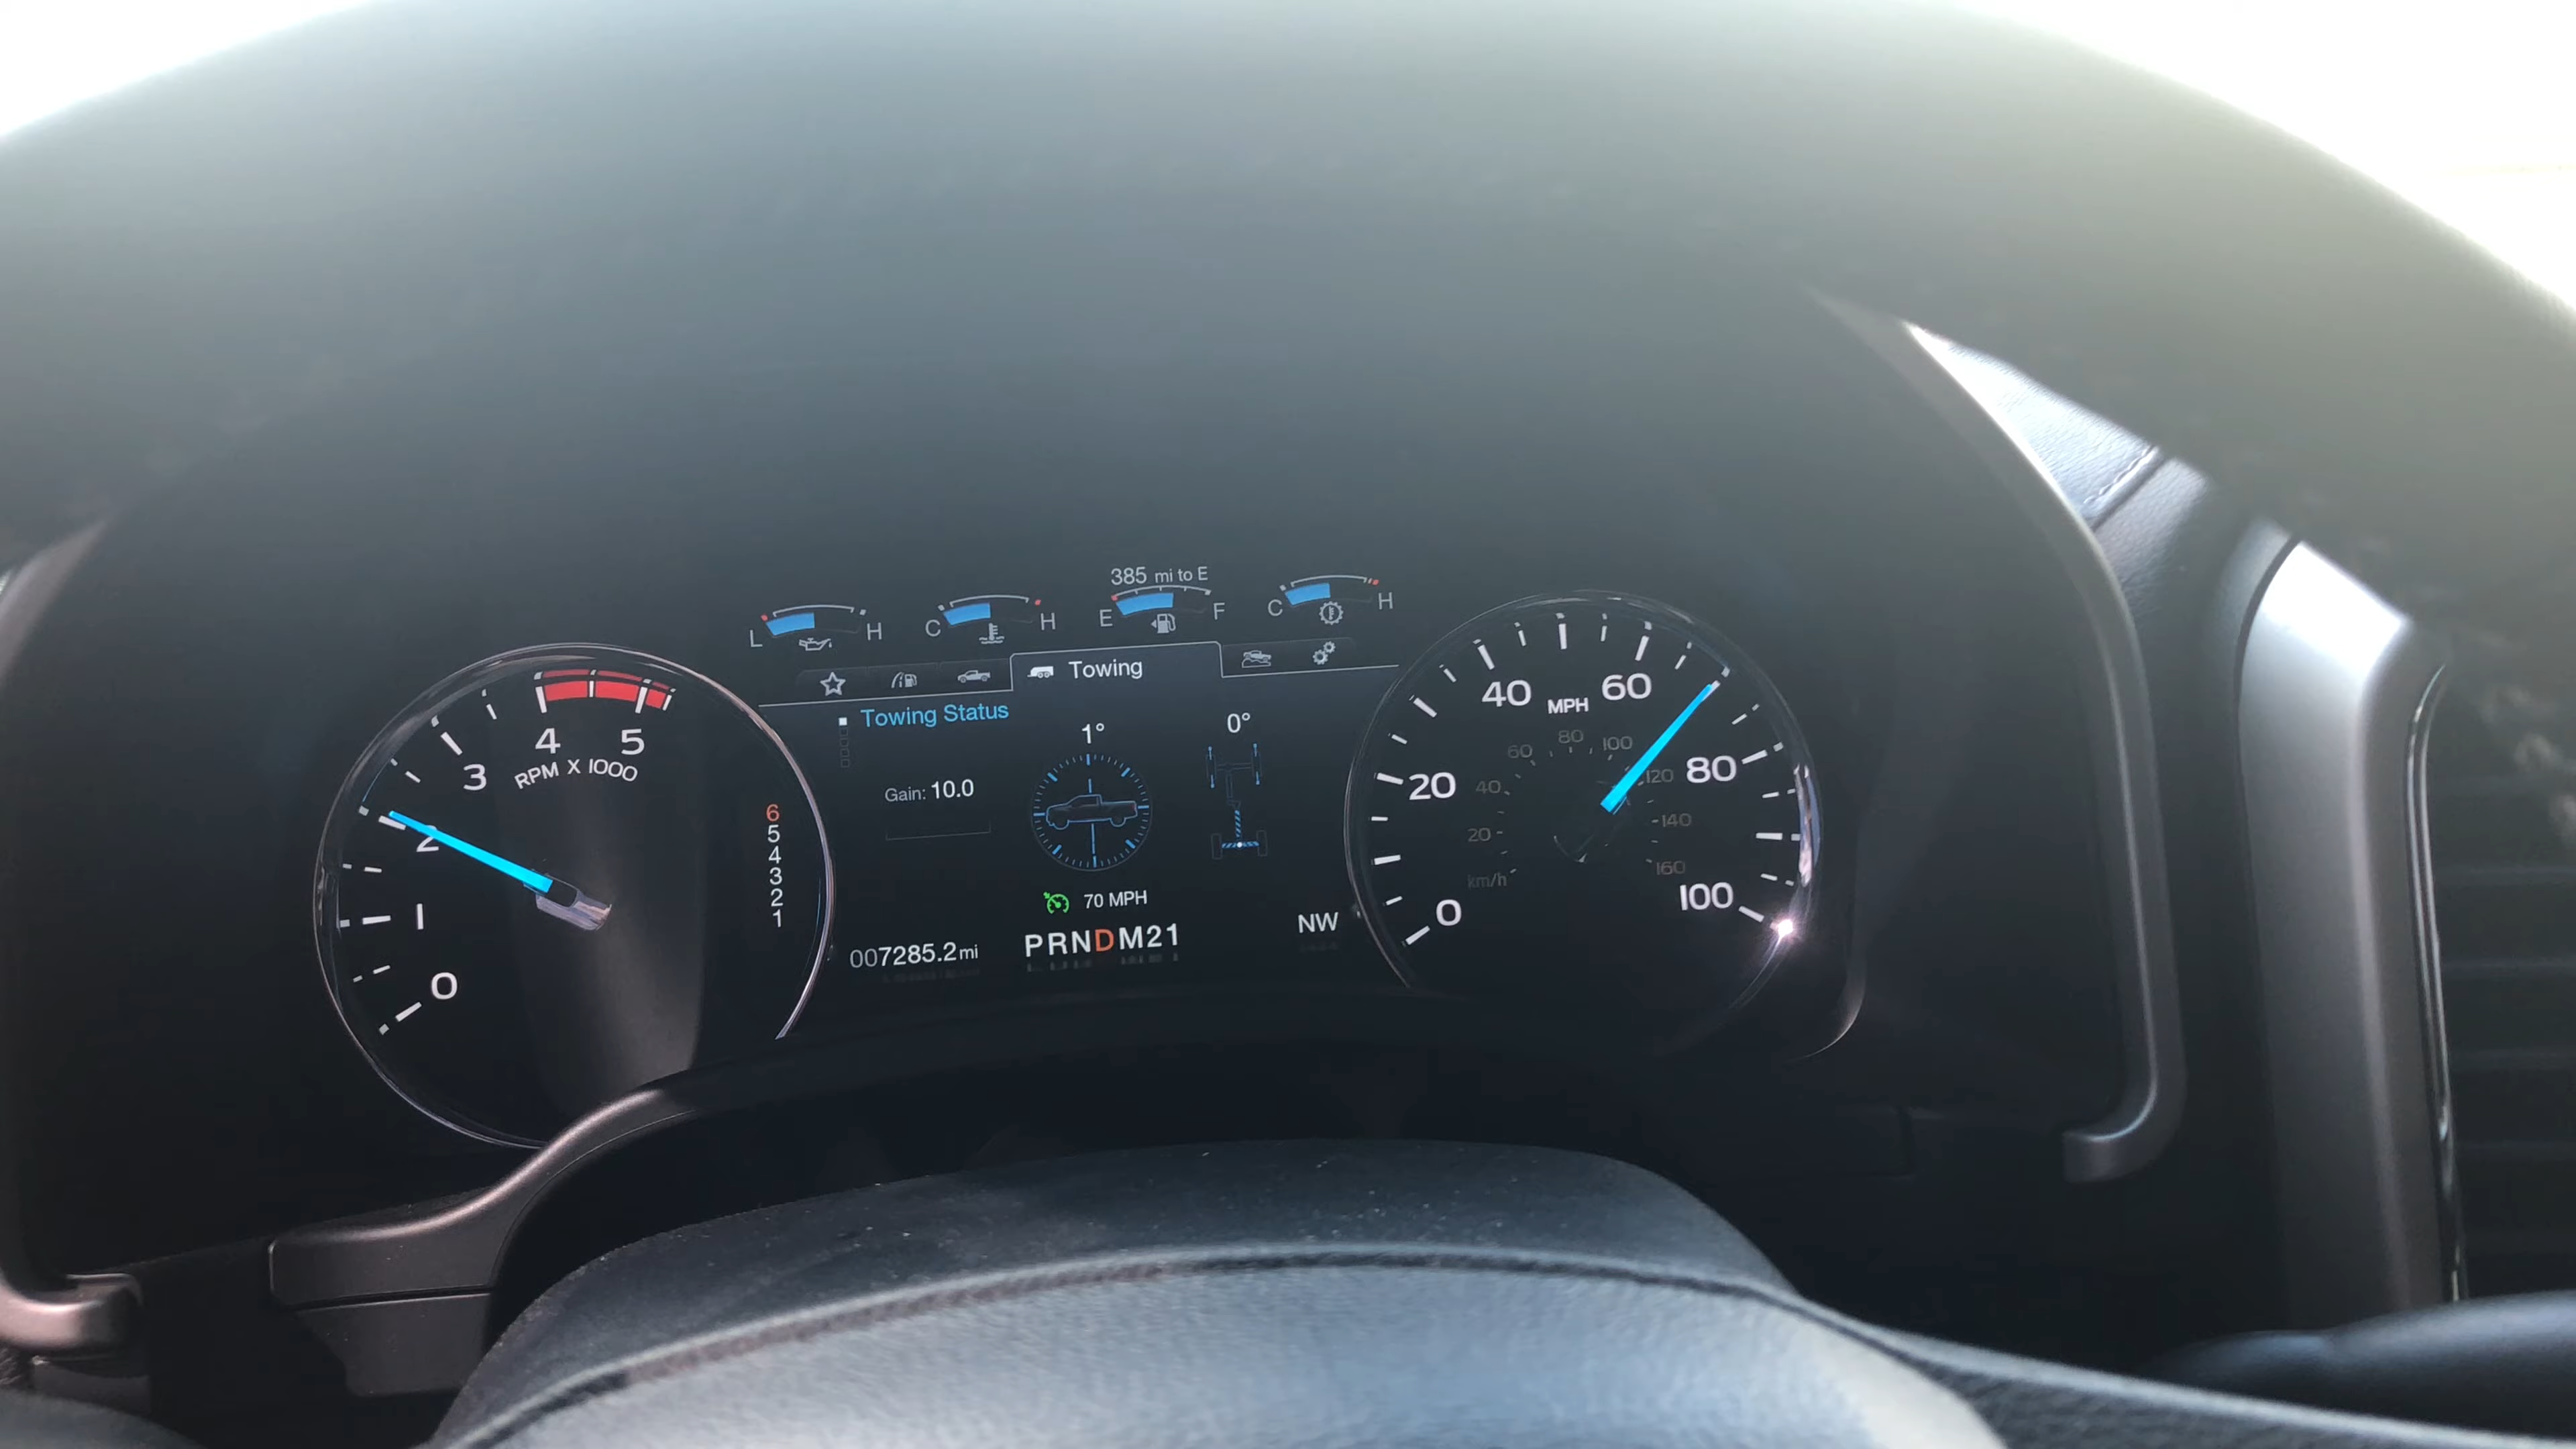 385 mi to E
L H C H E F C H
Towing
Towing Status
1° 0°
Gain: 10.0
70 MPH
PRNDM21
007285.2 mi
NW
0 1 2 3 4 5
RPM X 1000
6
5
4
3
2
1
0 20 40 60 80 100
MPH
20 40 60 80 100 120 140 160
km/h